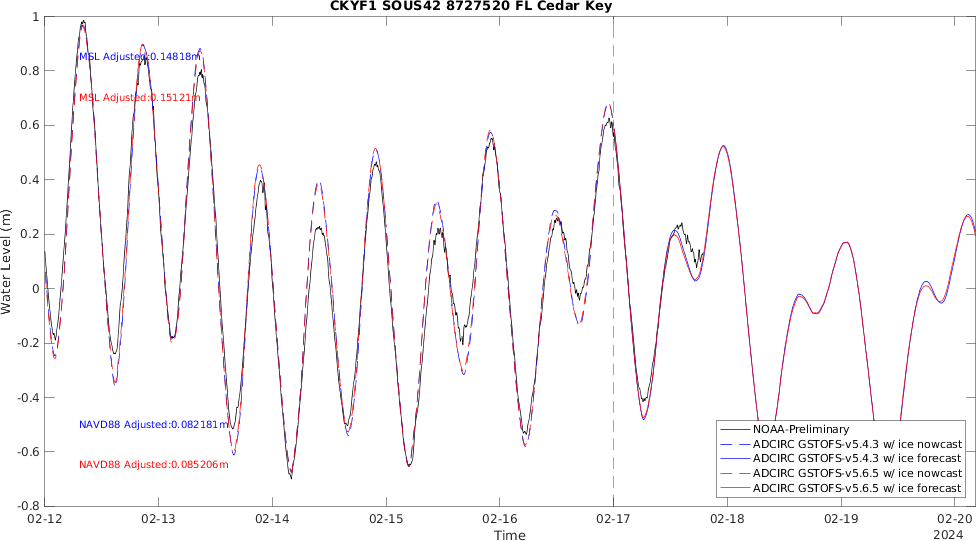 CKYF1 SOUS42 8727520 FL Cedar Key
Water Level (m)
1
0.8
0.6
0.4
0.2
0
-0.2
-0.4
-0.6
-0.8
MSL Adjusted:0.14818m
MSL Adjusted:0.15121m
NAVD88 Adjusted:0.082181m
NAVD88 Adjusted:0.085206m
NOAA-Preliminary
ADCIRC GSTOFS-v5.4.3 w/ ice nowcast
ADCIRC GSTOFS-v5.4.3 w/ ice forecast
ADCIRC GSTOFS-v5.6.5 w/ ice nowcast
ADCIRC GSTOFS-v5.6.5 w/ ice forecast
02-12 02-13 02-14 02-15 02-16 02-17 02-18 02-19 02-20
Time
2024